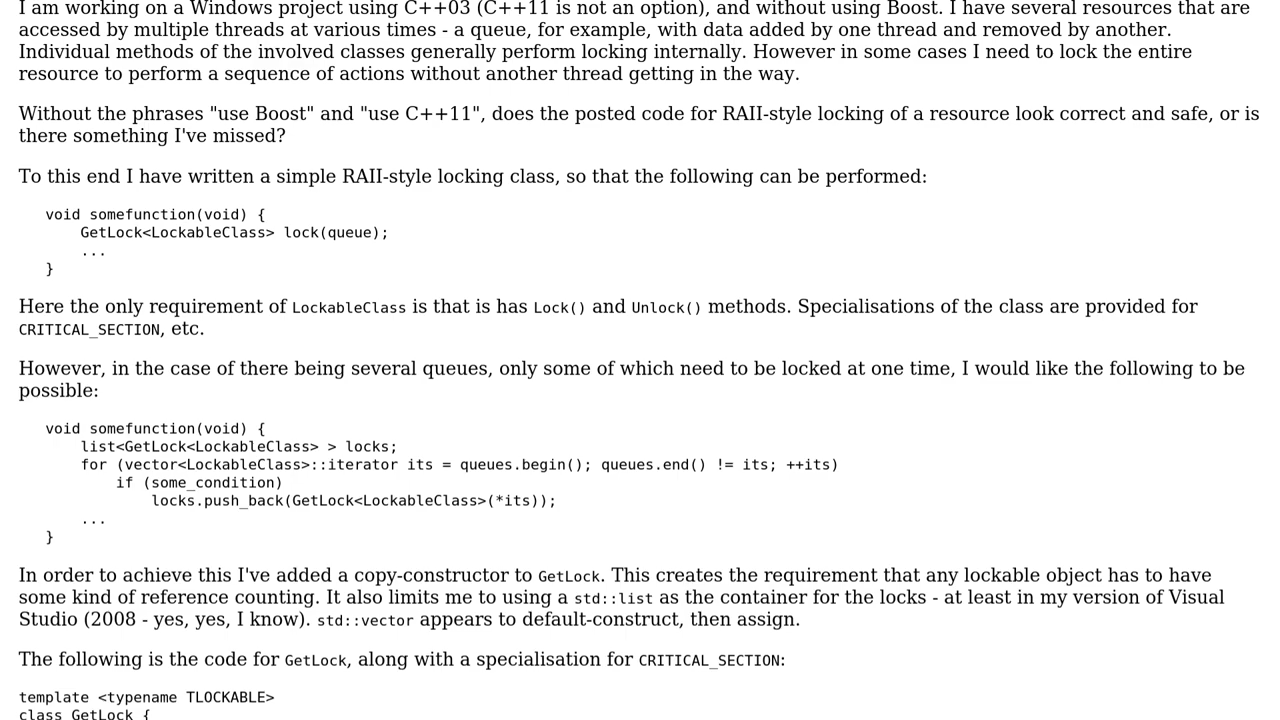 I am working on a Windows project using C++03 (C++11 is not an option), and without using Boost. I have several resources that are
accessed by multiple threads at various times - a queue, for example, with data added by one thread and removed by another.
Individual methods of the involved classes generally perform locking internally. However in some cases I need to lock the entire
resource to perform a sequence of actions without another thread getting in the way.
Without the phrases "use Boost" and "use C++11", does the posted code for RAII-style locking of a resource look correct and safe, or is
there something I've missed?
To this end I have written a simple RAII-style locking class, so that the following can be performed:
void somefunction(void) {
    GetLock<LockableClass> lock(queue);
    ...
}
Here the only requirement of LockableClass is that is has Lock() and Unlock() methods. Specialisations of the class are provided for
CRITICAL_SECTION, etc.
However, in the case of there being several queues, only some of which need to be locked at one time, I would like the following to be
possible:
void somefunction(void) {
    list<GetLock<LockableClass> > locks;
    for (vector<LockableClass>::iterator its = queues.begin(); queues.end() != its; ++its)
        if (some_condition)
            locks.push_back(GetLock<LockableClass>(*its));
    ...
}
In order to achieve this I've added a copy-constructor to GetLock. This creates the requirement that any lockable object has to have
some kind of reference counting. It also limits me to using a std::list as the container for the locks - at least in my version of Visual
Studio (2008 - yes, yes, I know). std::vector appears to default-construct, then assign.
The following is the code for GetLock, along with a specialisation for CRITICAL_SECTION:
template <typename TLOCKABLE>
class GetLock {